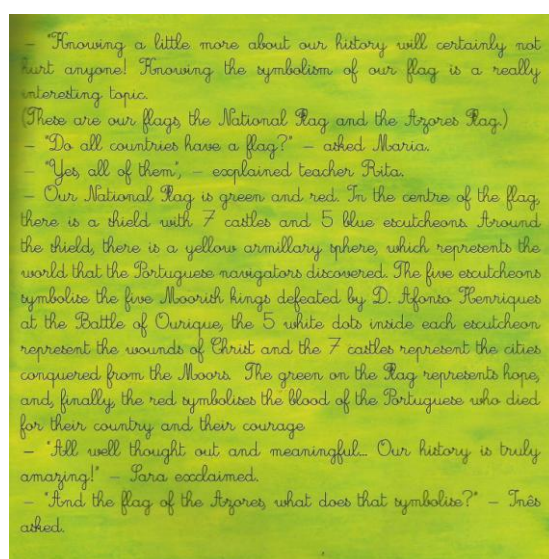 – "Knowing a little more about our history will certainly not
hurt anyone! Knowing the symbolism of our flag is a really
interesting topic.
(These are our flags, the National Flag and the Azores Flag.)
– "Do all countries have a flag?" – asked Maria.
– "Yes, all of them", – explained teacher Rita.
– Our National Flag is green and red. In the centre of the flag,
there is a shield with 7 castles and 5 blue escutcheons. Around
the shield, there is a yellow armillary sphere, which represents the
world that the Portuguese navigators discovered. The five escutcheons
symbolise the five Moorish kings defeated by D. Afonso Henriques
at the Battle of Ourique, the 5 white dots inside each escutcheon
represent the wounds of Christ and the 7 castles represent the cities
conquered from the Moors. The green on the Flag represents hope,
and, finally, the red symbolises the blood of the Portuguese who died
for their country and their courage
– "All well thought out and meaningful... Our history is truly
amazing!" – Sara exclaimed.
– "And the flag of the Azores, what does that symbolise?" – Inês
asked.